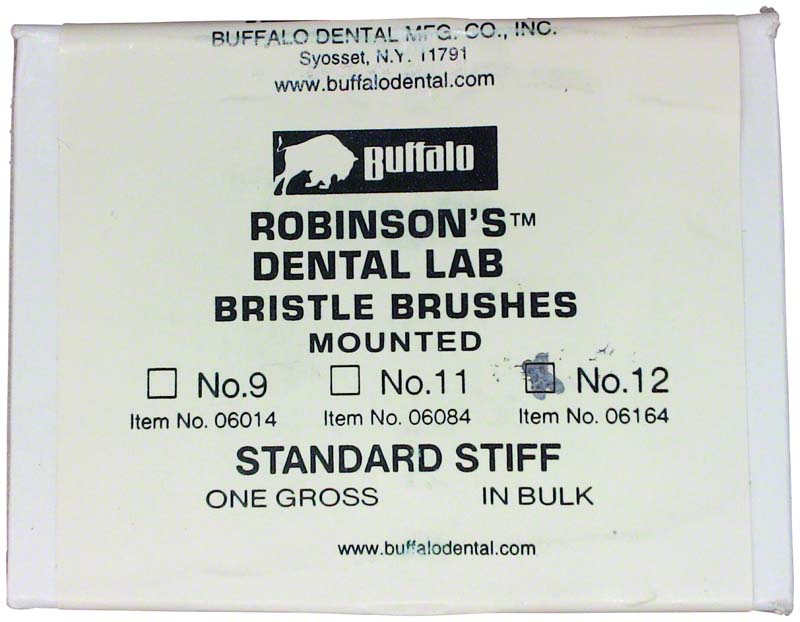 BUFFALO DENTAL MFG. CO., INC.
Syosset, N.Y. 11791
www.buffalodental.com
Buffalo
ROBINSON'S™
DENTAL LAB
BRISTLE BRUSHES
MOUNTED
No.9 No.11 No.12
Item No. 06014 Item No. 06084 Item No. 06164
STANDARD STIFF
ONE GROSS IN BULK
www.buffalodental.com